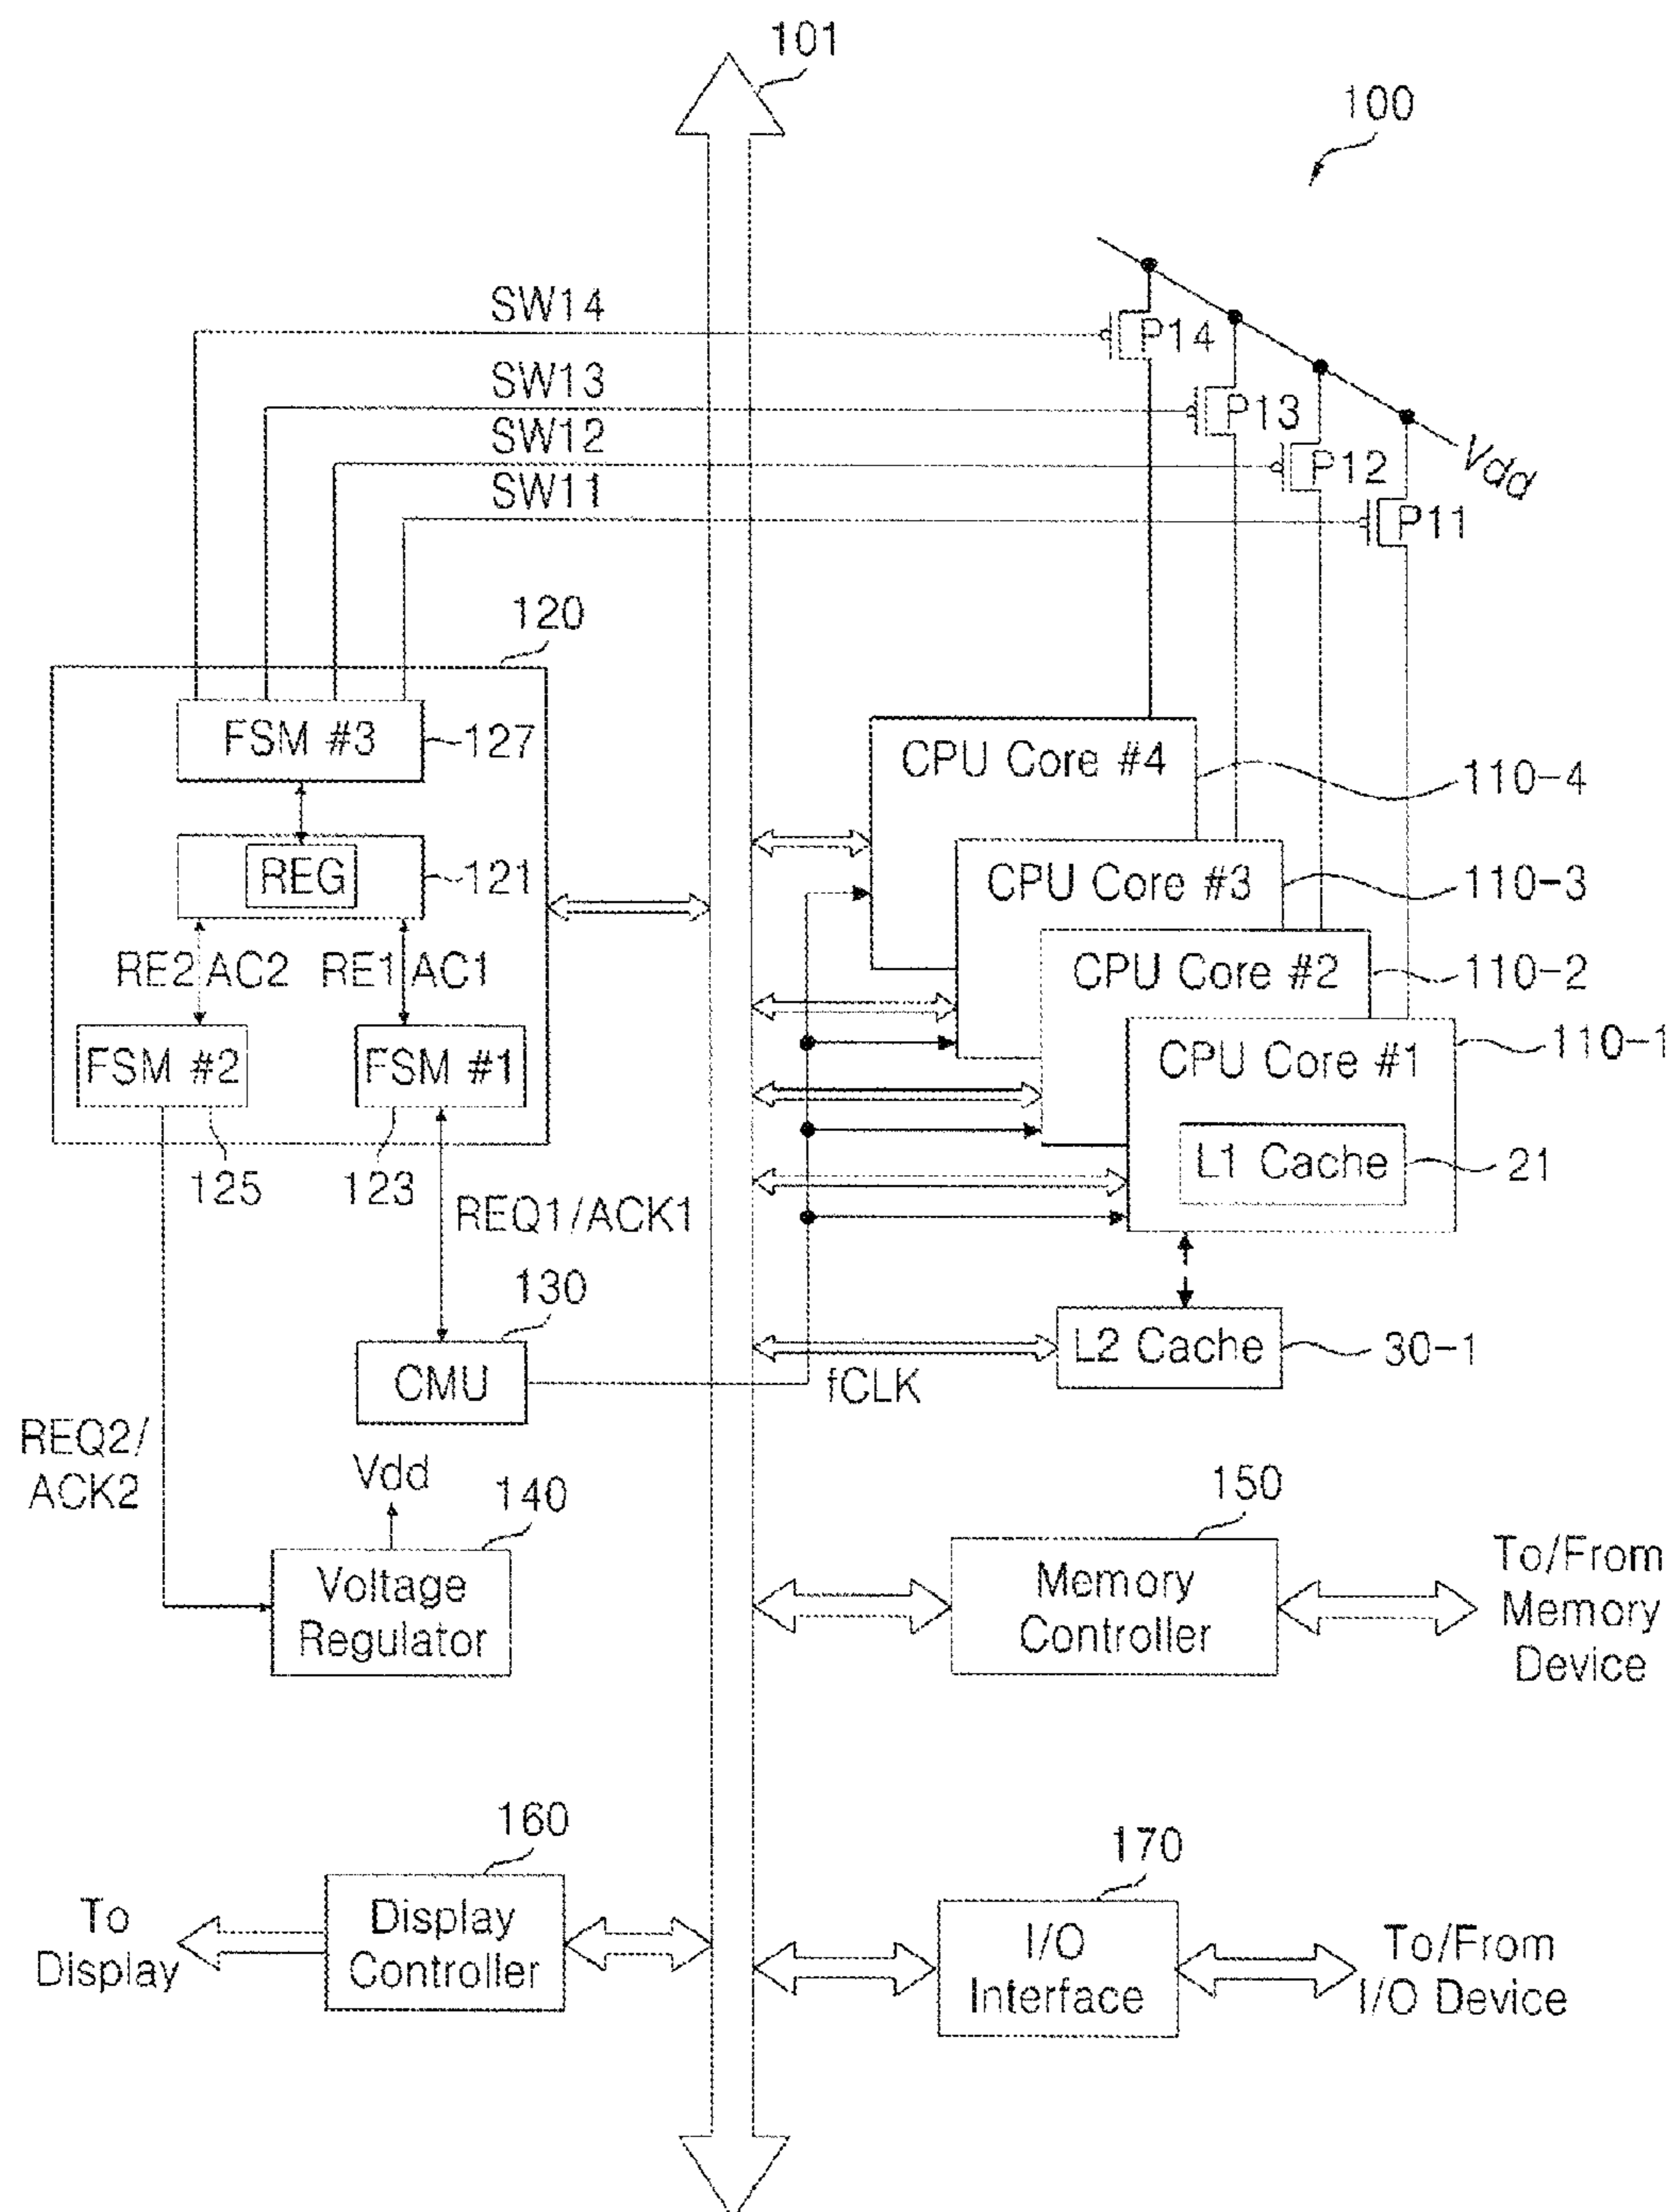 101
100
SW14
P14
SW13
P13
SW12
P12
SW11
P11
Vdd
120
FSM #3
127
CPU Core #4
110-4
REG
121
CPU Core #3
110-3
RE2
AC2
RE1
AC1
CPU Core #2
110-2
FSM #2
FSM #1
CPU Core #1
110-1
L1 Cache
21
125
123
REQ1/ACK1
130
CMU
L2 Cache
30-1
fCLK
REQ2/
ACK2
Vdd
140
150
Voltage
Regulator
Memory
Controller
To/From
Memory
Device
160
170
To
Display
Display
Controller
I/O
Interface
To/From
I/O Device